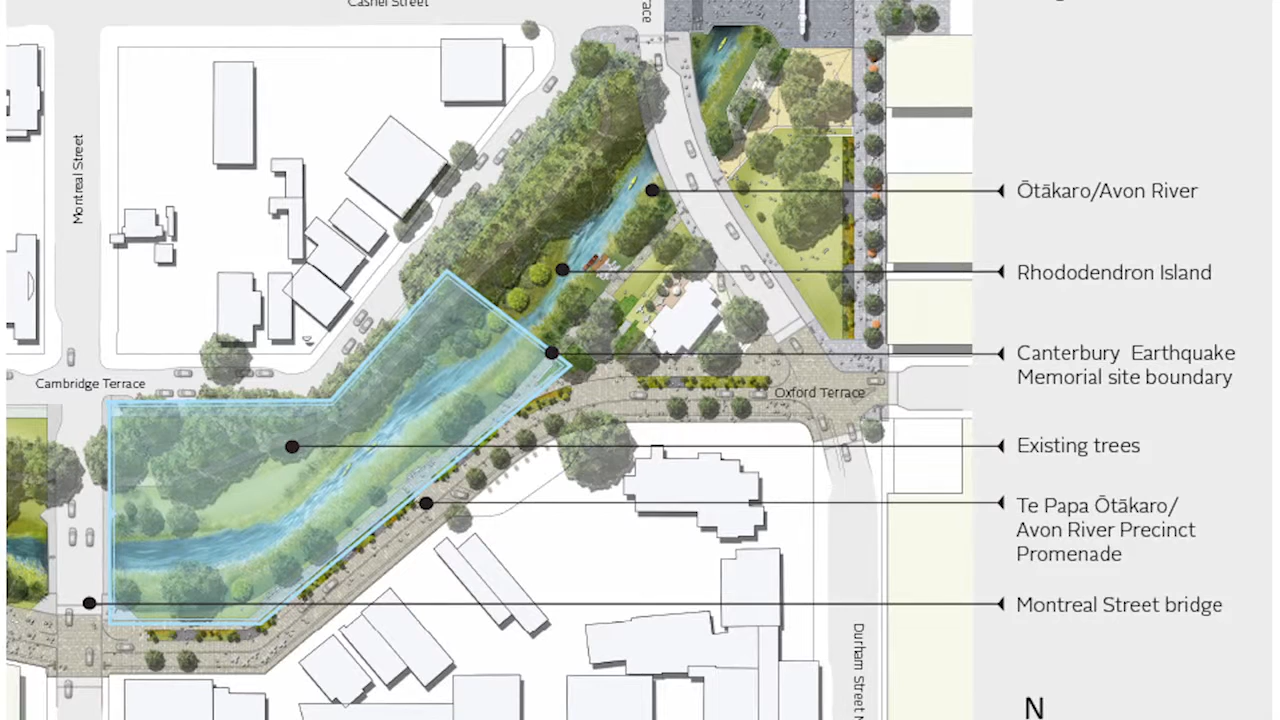 Cashel Street
Montreal Street
Ōtākaro/Avon River
Rhododendron Island
Canterbury Earthquake
Memorial site boundary
Cambridge Terrace
Oxford Terrace
Existing trees
Te Papa Ōtākaro/
Avon River Precinct
Promenade
Montreal Street bridge
Durham Street N
N